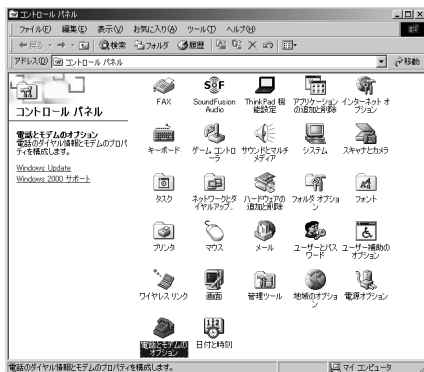 コントロール パネル
ファイル(F) 編集(E) 表示(V) お気に入り(A) ツール(T) ヘルプ(H)
戻る 検索 フォルダ 履歴
アドレス(D) コントロール パネル 移動
コントロール パネル
電話とモデムのオプション
電話のダイヤル情報とモデムのプロパティを構成します。
Windows Update
Windows 2000 サポート
FAX
SoundFusion Audio
ThinkPad 機能設定
アプリケーションの追加と削除
インターネット オプション
キーボード
ゲーム コントローラ
サウンドとマルチメディア
システム
スキャナとカメラ
タスク
ネットワークとダイヤルアップ...
ハードウェアの追加と削除
フォルダ オプション
フォント
プリンタ
マウス
メール
ユーザーとパスワード
ユーザー補助のオプション
ワイヤレス リンク
画面
管理ツール
地域のオプション
電源オプション
電話とモデムのオプション
日付と時刻
電話のダイヤル情報とモデムのプロパティを構成します。 マイ コンピュータ